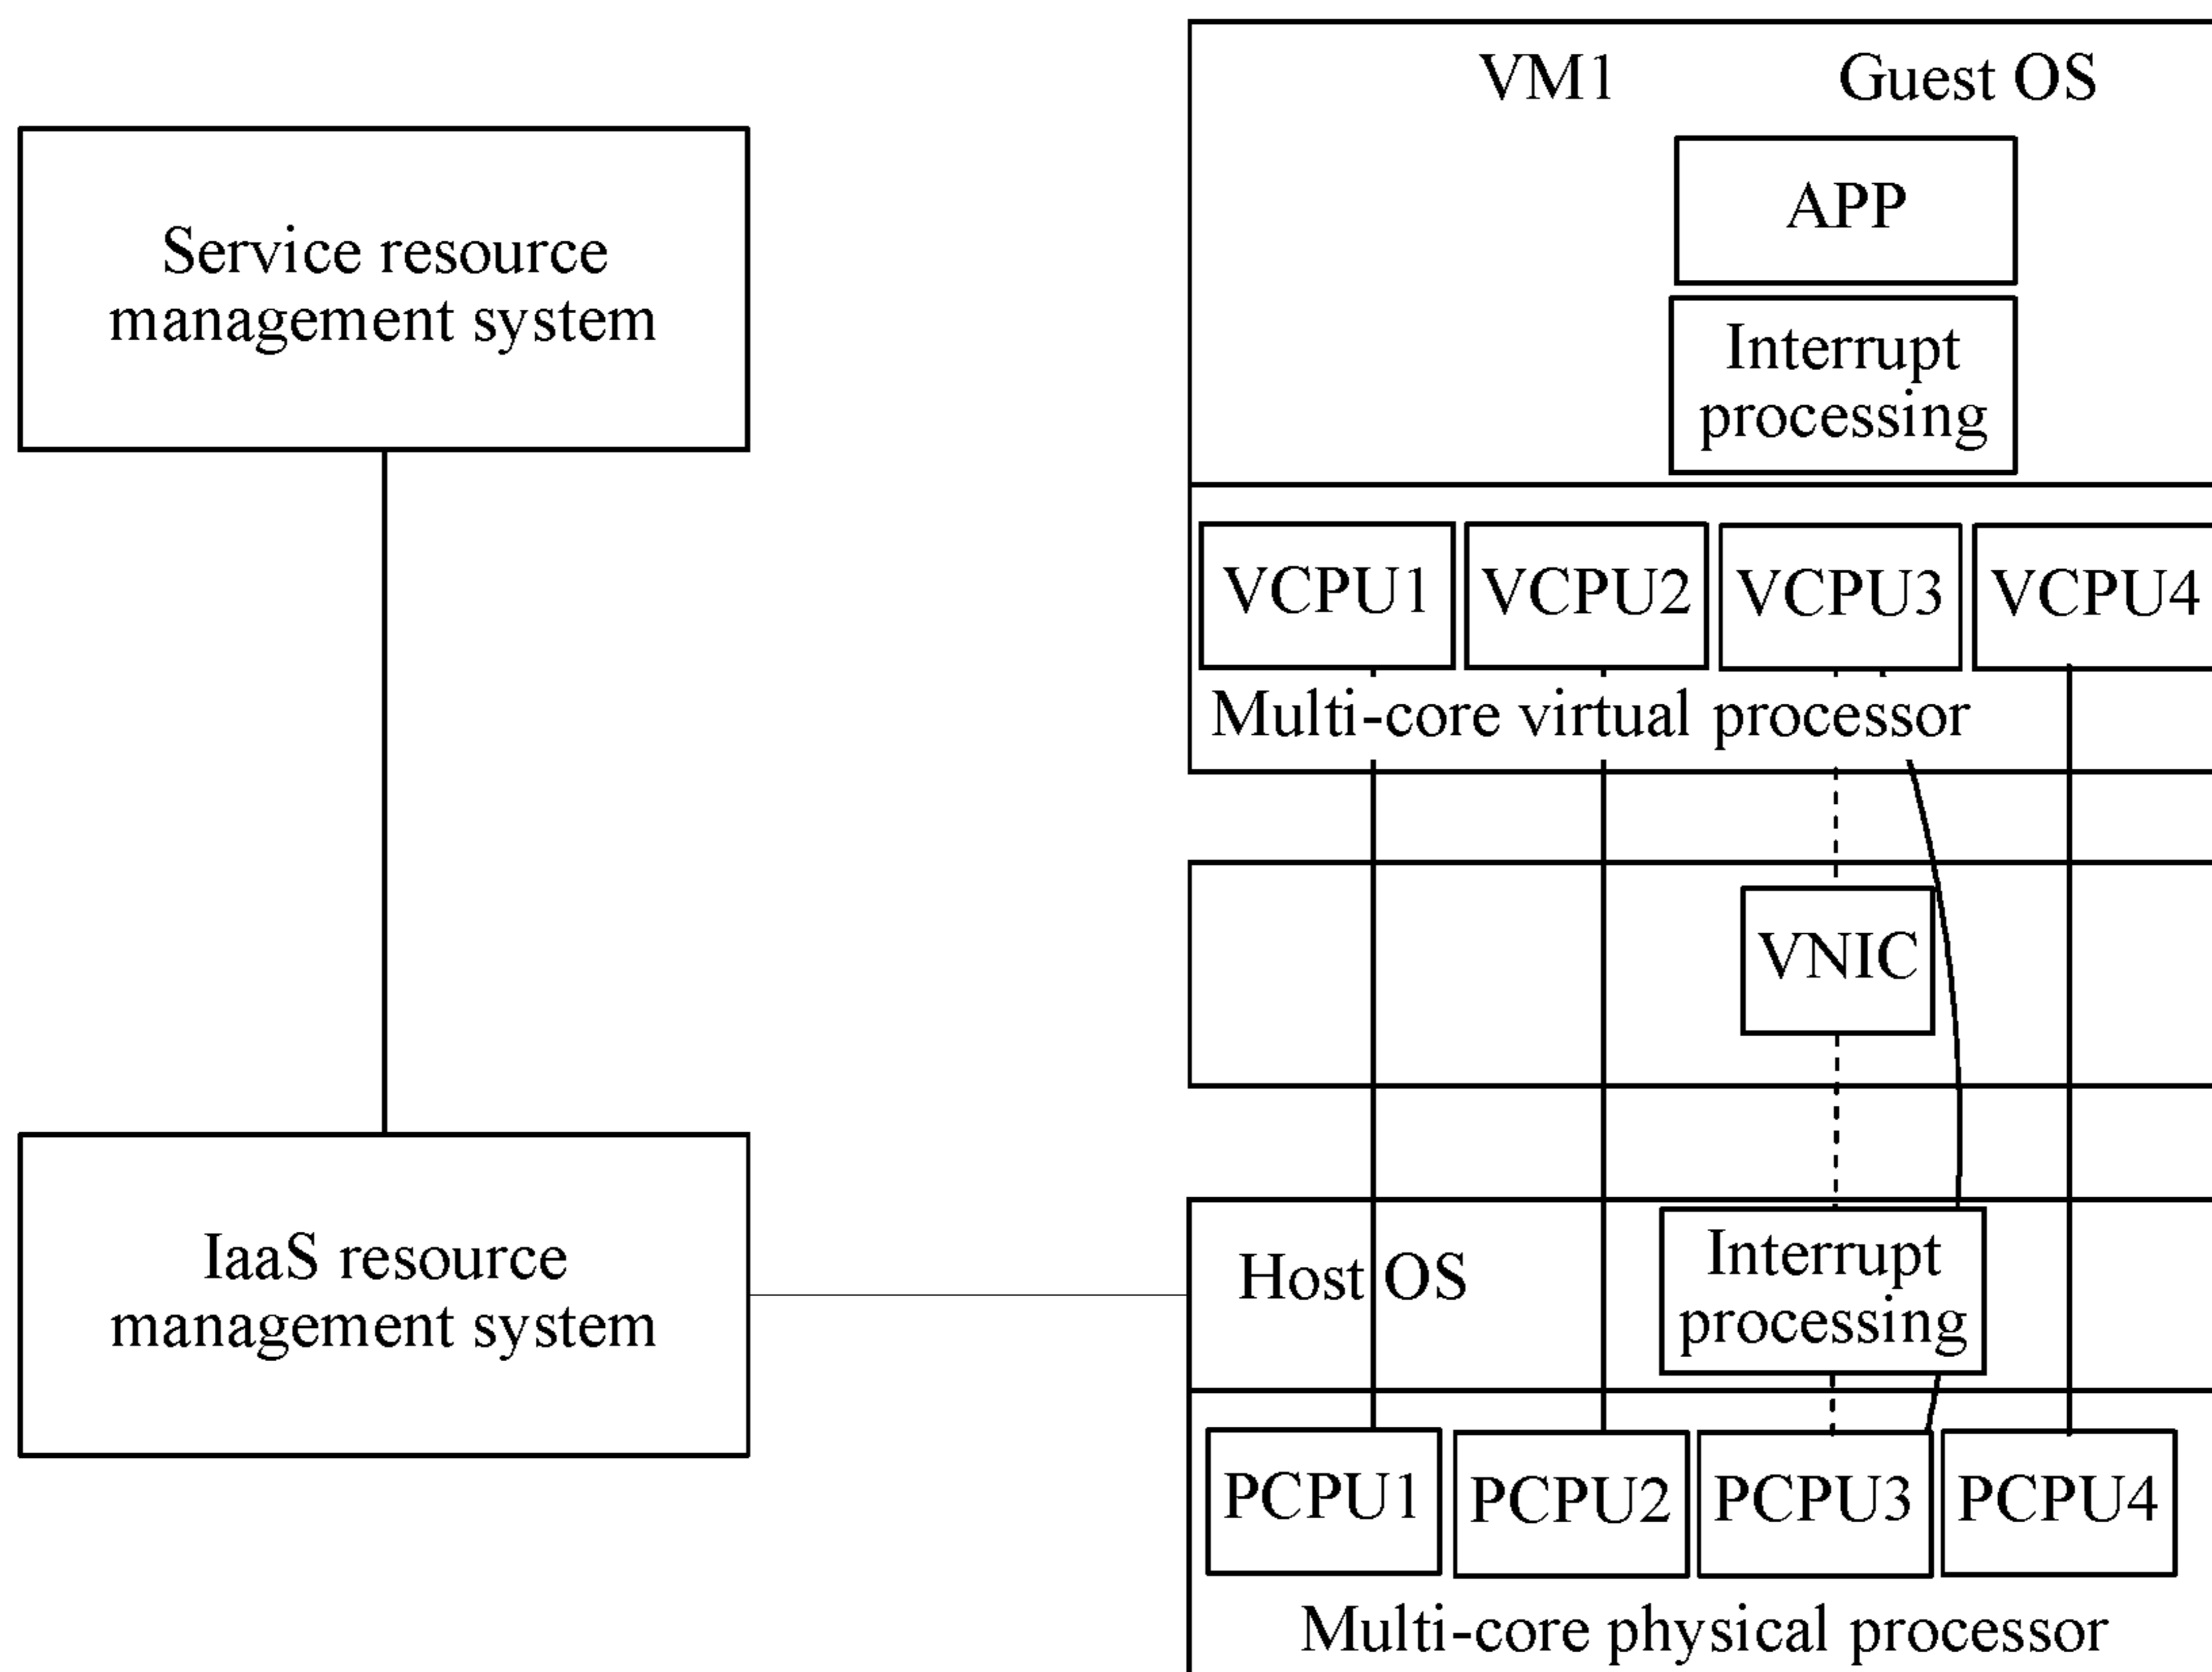 Service resource
management system
IaaS resource
management system
VM1 Guest OS
APP
Interrupt
processing
VCPU1 VCPU2 VCPU3 VCPU4
Multi-core virtual processor
VNIC
Host OS
Interrupt
processing
PCPU1 PCPU2 PCPU3 PCPU4
Multi-core physical processor